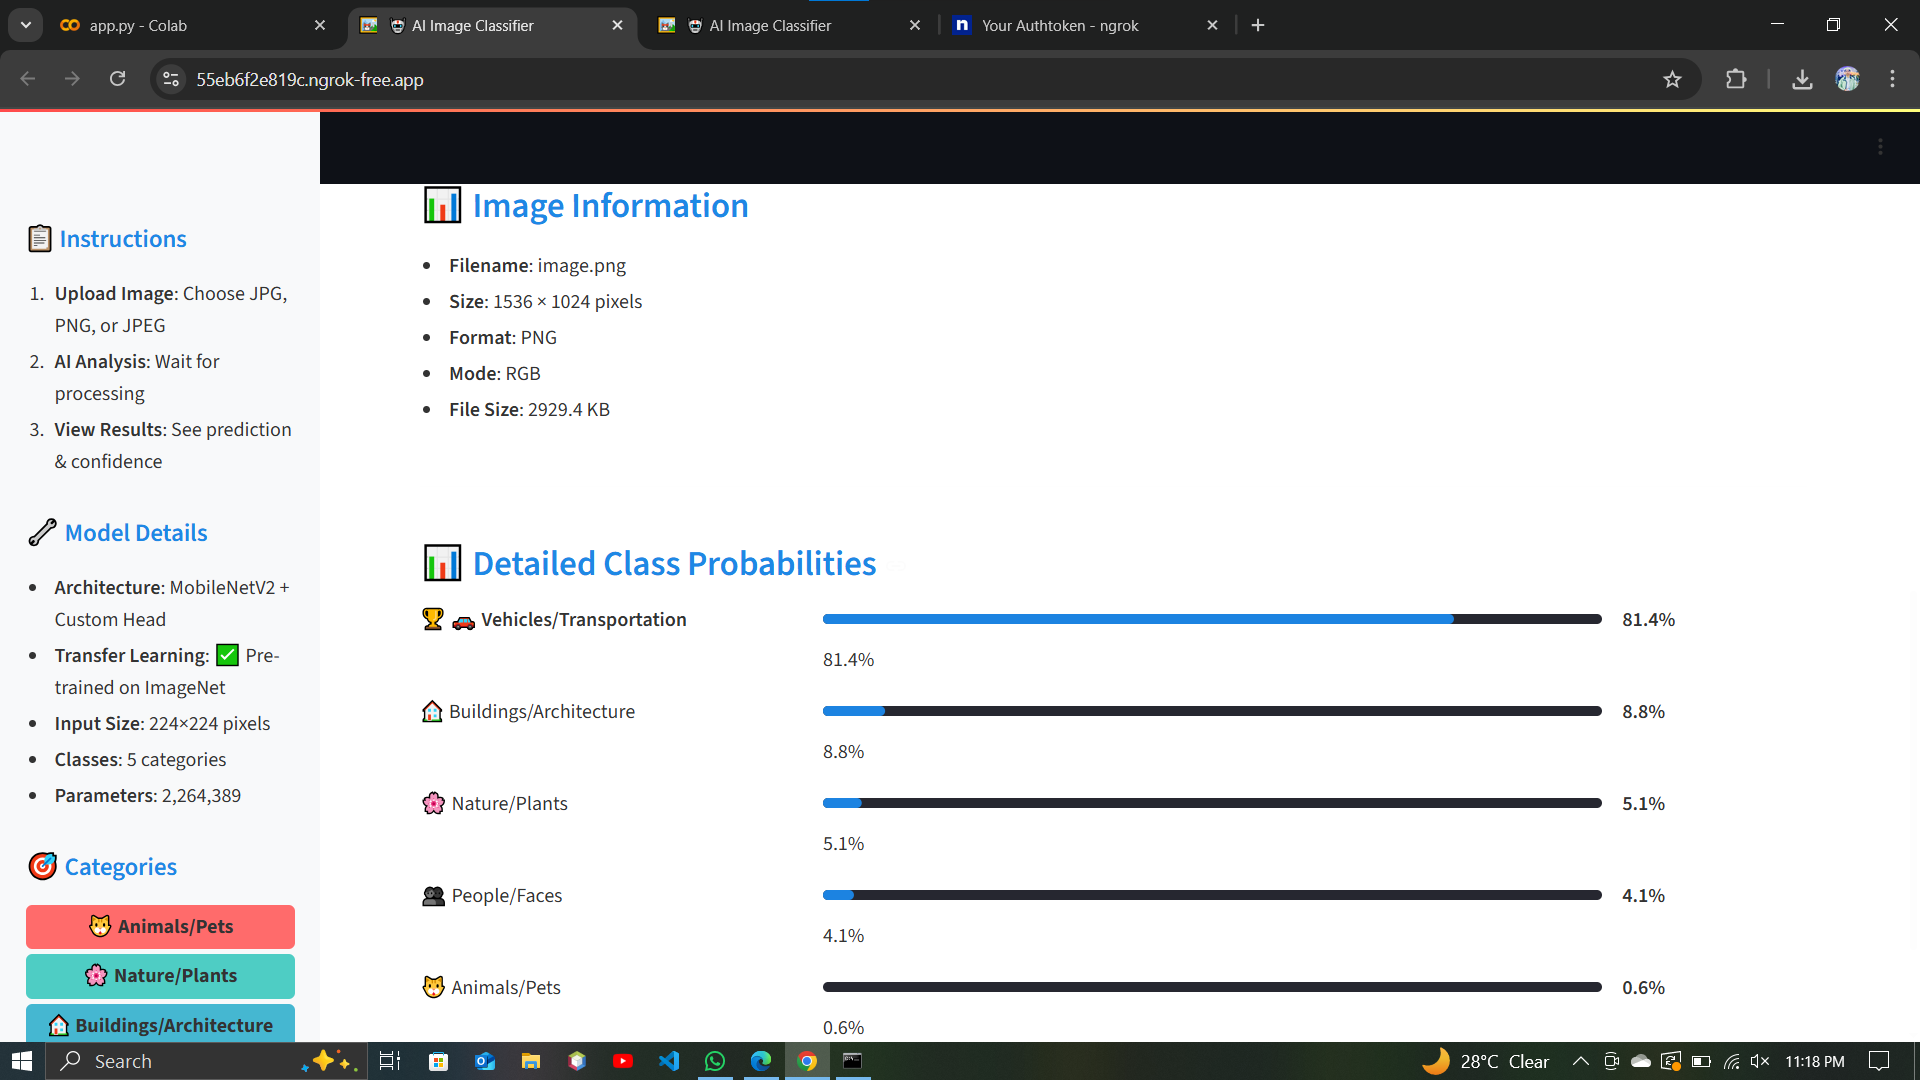 app.py - Colab
AI Image Classifier
AI Image Classifier
Your Authtoken - ngrok
55eb6f2e819c.ngrok-free.app
Instructions
1. Upload Image: Choose JPG,
PNG, or JPEG
2. AI Analysis: Wait for
processing
3. View Results: See prediction
& confidence
Model Details
Architecture: MobileNetV2 +
Custom Head
Transfer Learning: ✅ Pre-
trained on ImageNet
Input Size: 224×224 pixels
Classes: 5 categories
Parameters: 2,264,389
Categories
Animals/Pets
Nature/Plants
Buildings/Architecture
Image Information
Filename: image.png
Size: 1536 × 1024 pixels
Format: PNG
Mode: RGB
File Size: 2929.4 KB
Detailed Class Probabilities
Vehicles/Transportation 81.4%
81.4%
Buildings/Architecture 8.8%
8.8%
Nature/Plants 5.1%
5.1%
People/Faces 4.1%
4.1%
Animals/Pets 0.6%
0.6%
Search
28°C Clear
11:18 PM